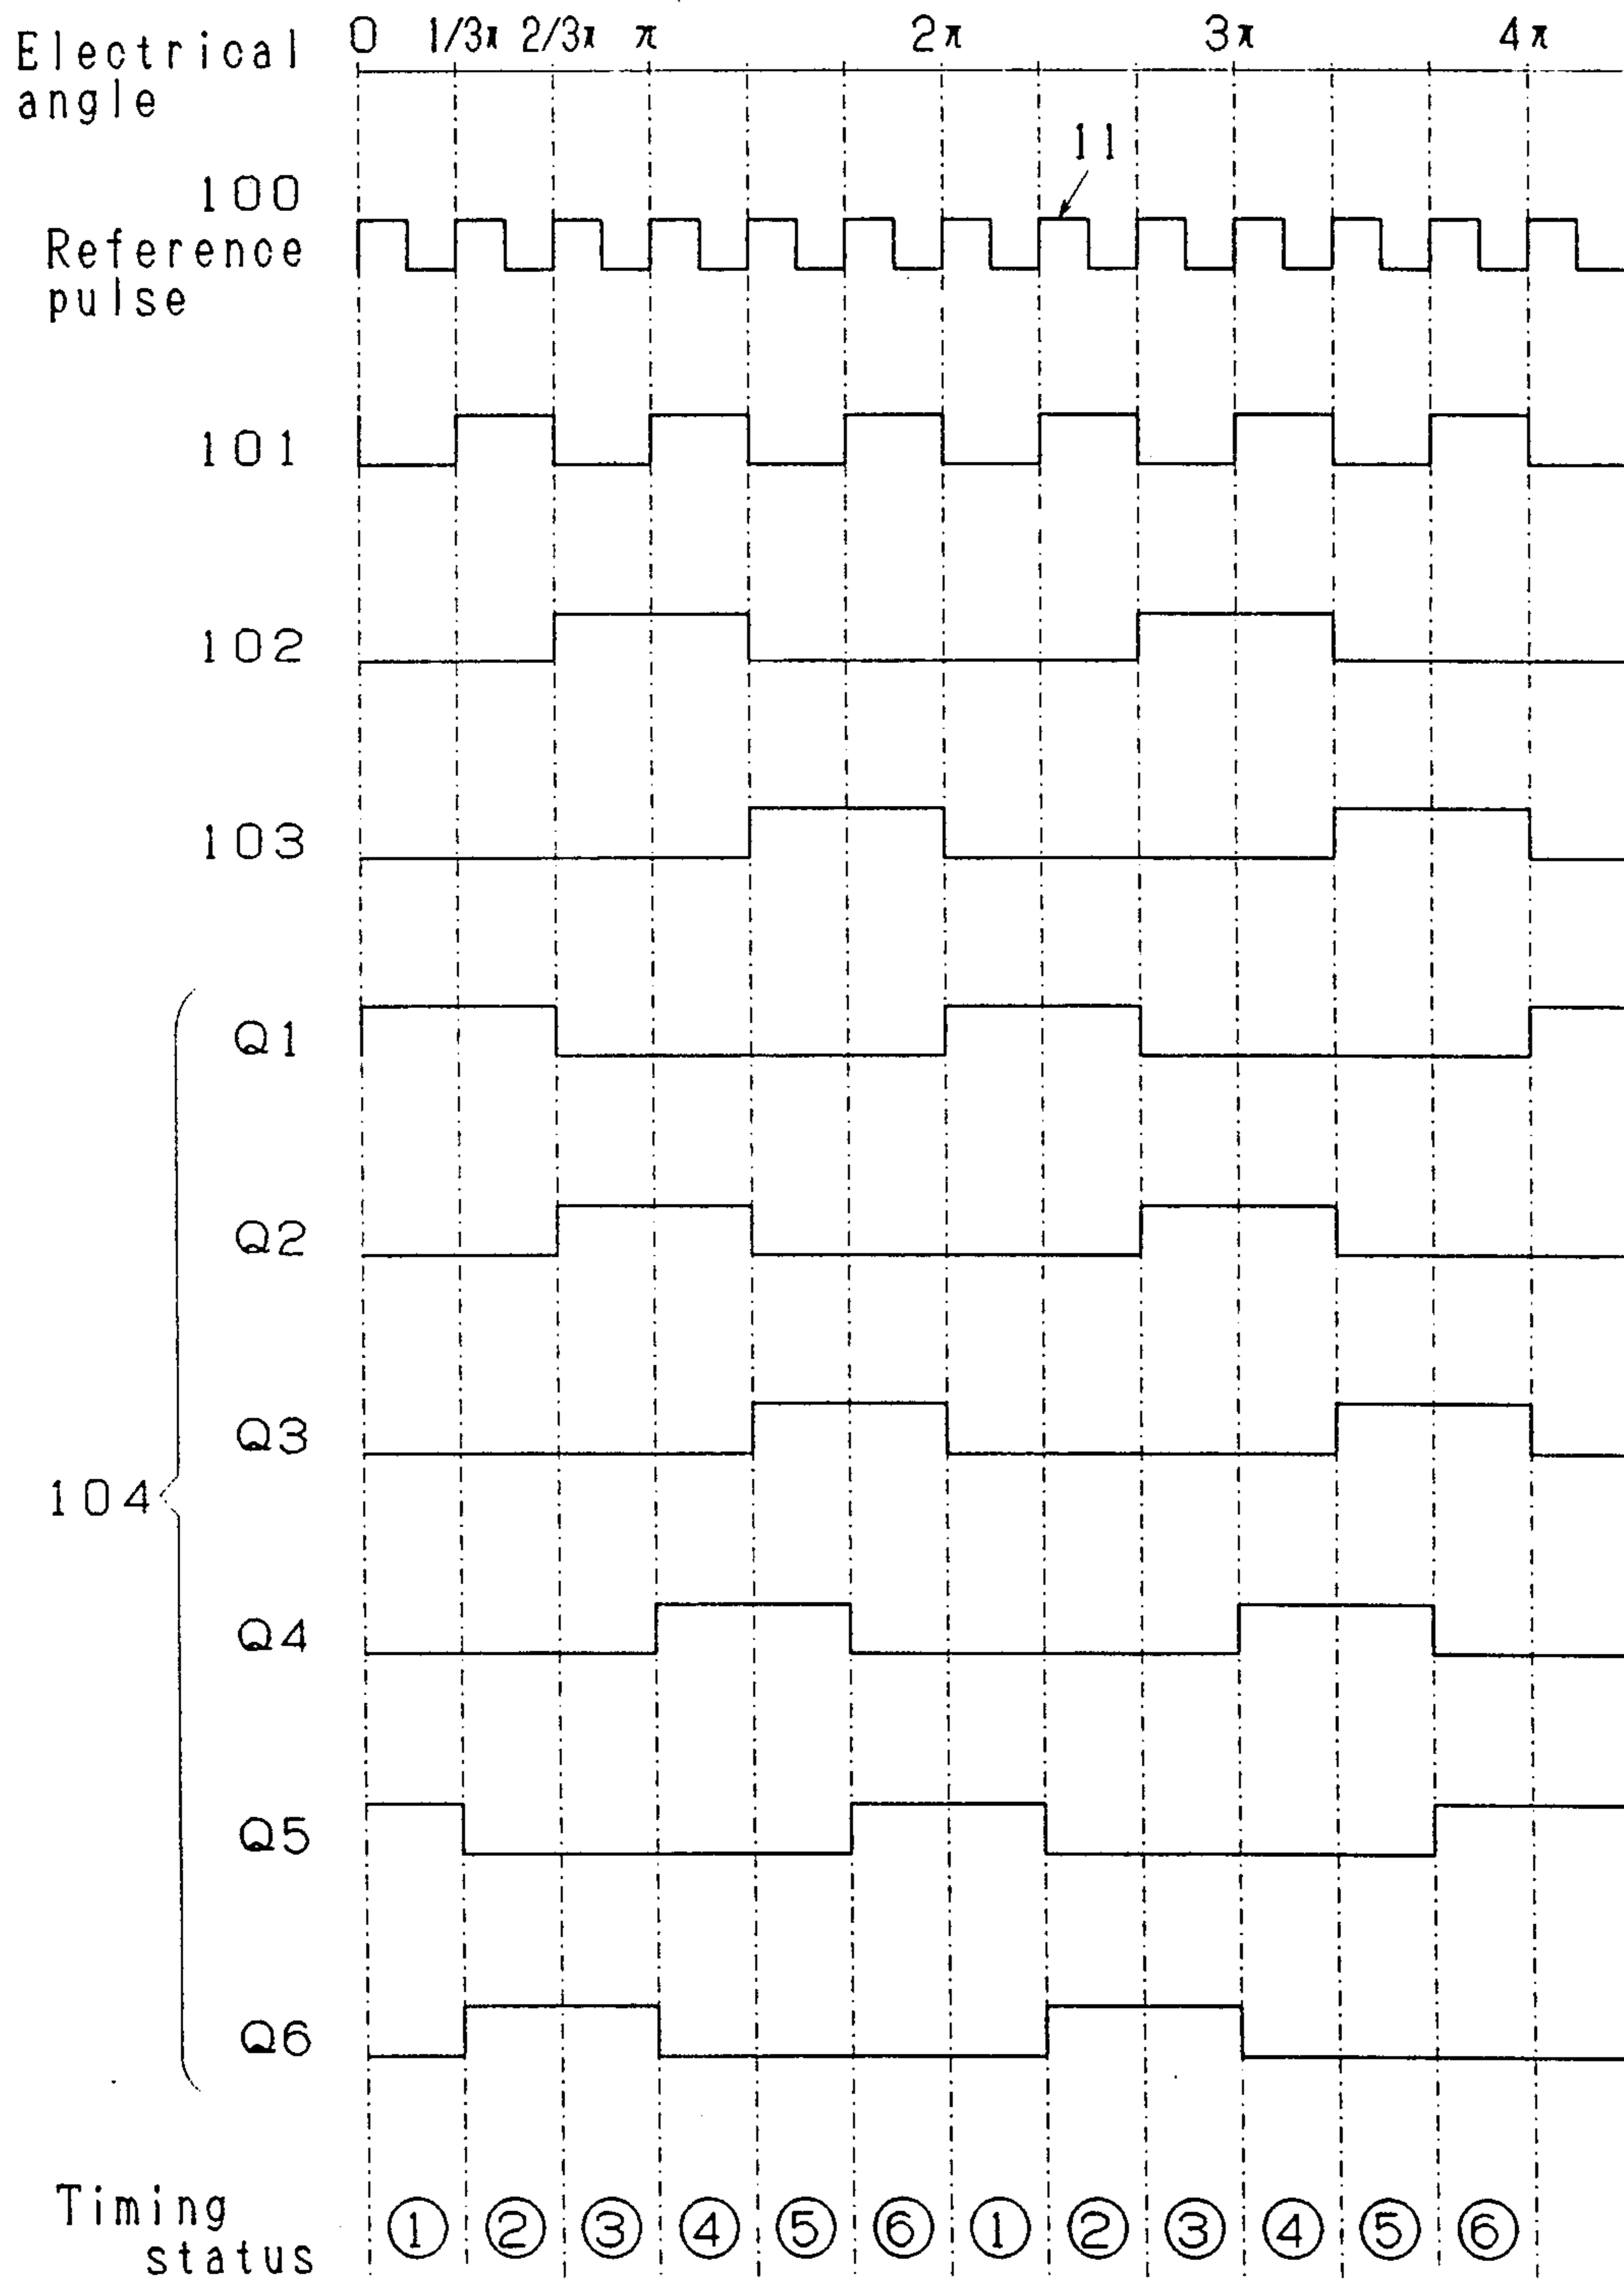 Electrical
angle
0 1/3π 2/3π π 2π 3π 4π
11
100
Reference
pulse
101
102
103
Q1
Q2
Q3
104
Q4
Q5
Q6
Timing
status
① ② ③ ④ ⑤ ⑥ ① ② ③ ④ ⑤ ⑥